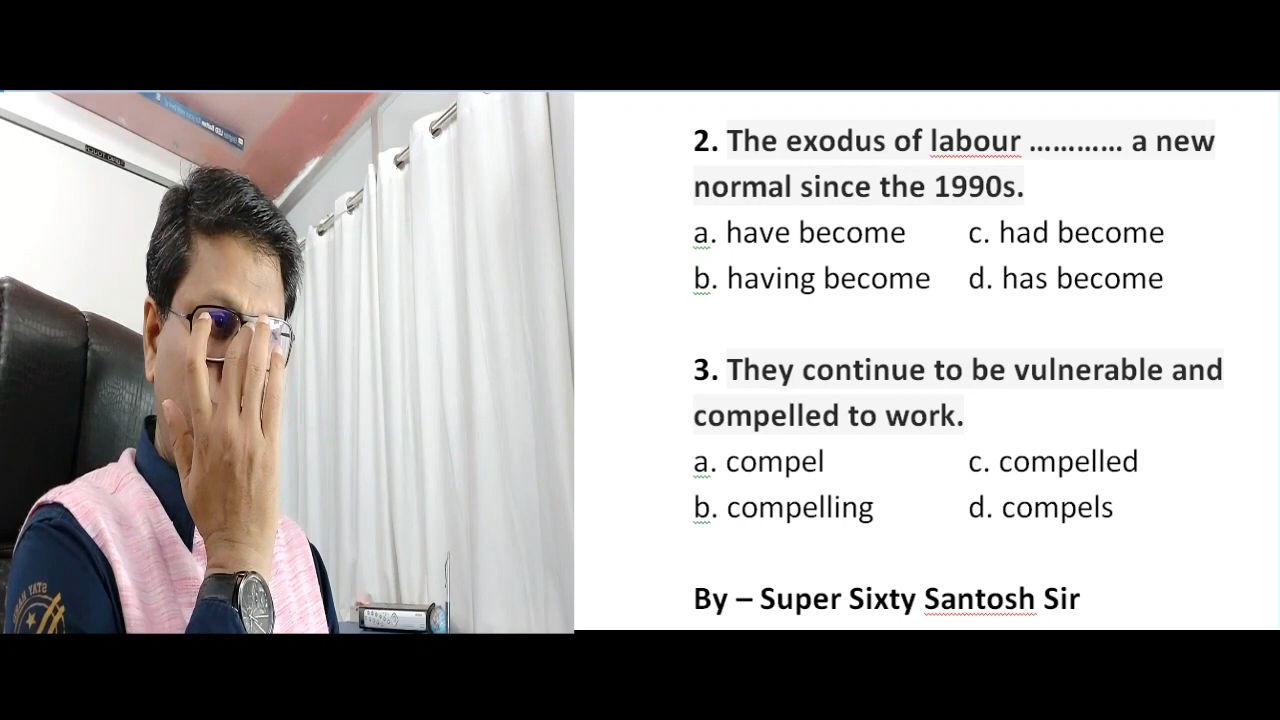 2. The exodus of labour ………… a new
normal since the 1990s.
a. have become c. had become
b. having become d. has become
3. They continue to be vulnerable and
compelled to work.
a. compel c. compelled
b. compelling d. compels
By – Super Sixty Santosh Sir